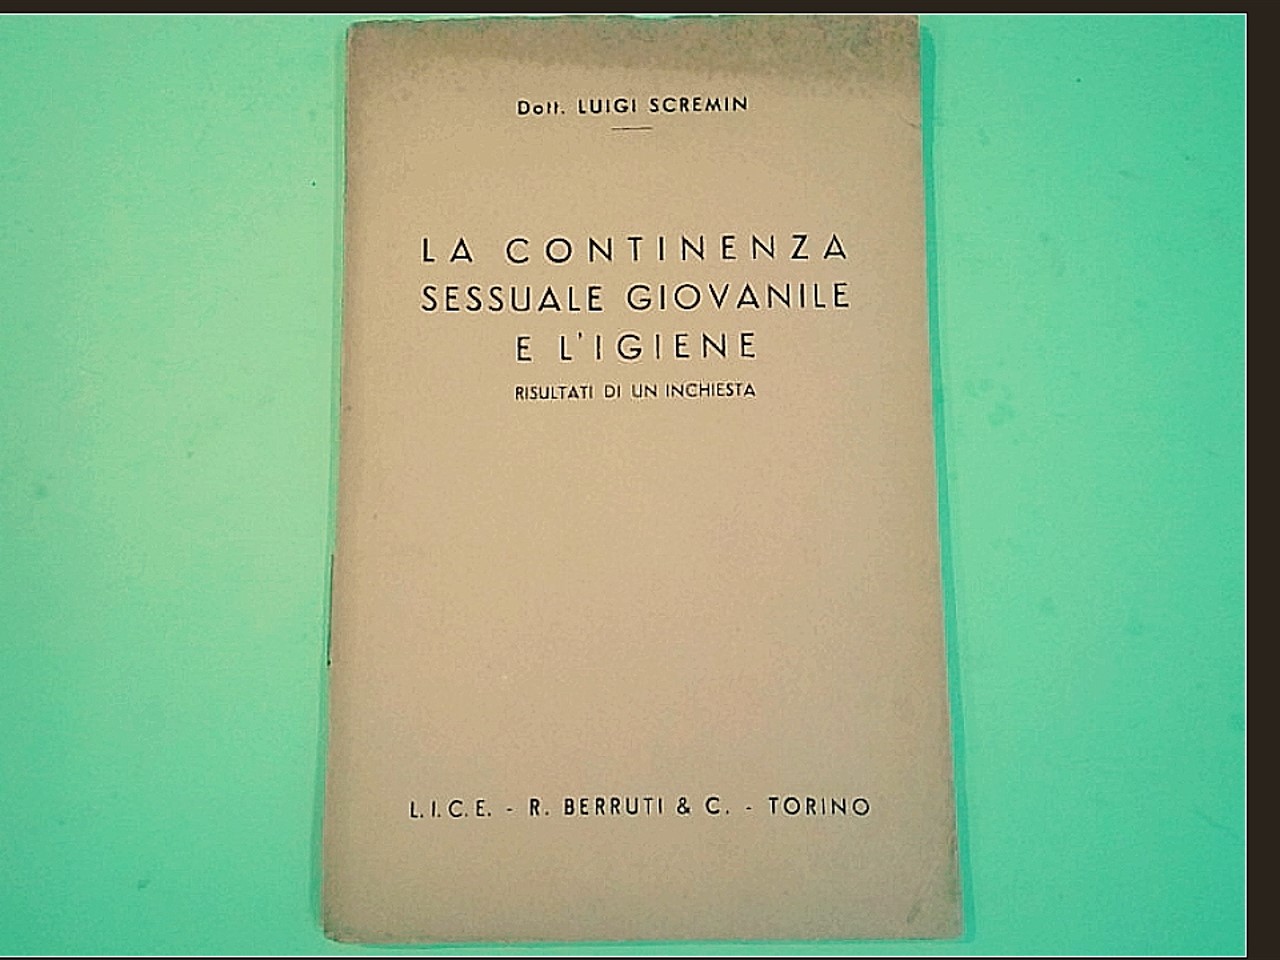 Dott. LUIGI SCREMIN
LA CONTINENZA
SESSUALE GIOVANILE
E L'IGIENE
RISULTATI DI UN INCHIESTA
L. I. C. E. - R. BERRUTI & C. - TORINO